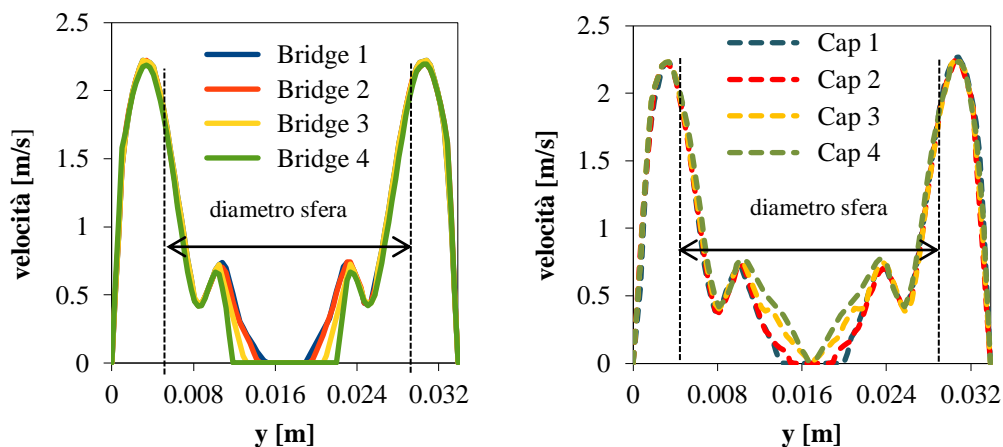 2.5
2
1.5
1
0.5
0
velocità [m/s]
Bridge 1
Bridge 2
Bridge 3
Bridge 4
diametro sfera
0 0.008 0.016 0.024 0.032
y [m]
2.5
2
1.5
1
0.5
0
velocità [m/s]
Cap 1
Cap 2
Cap 3
Cap 4
diametro sfera
0 0.008 0.016 0.024 0.032
y [m]